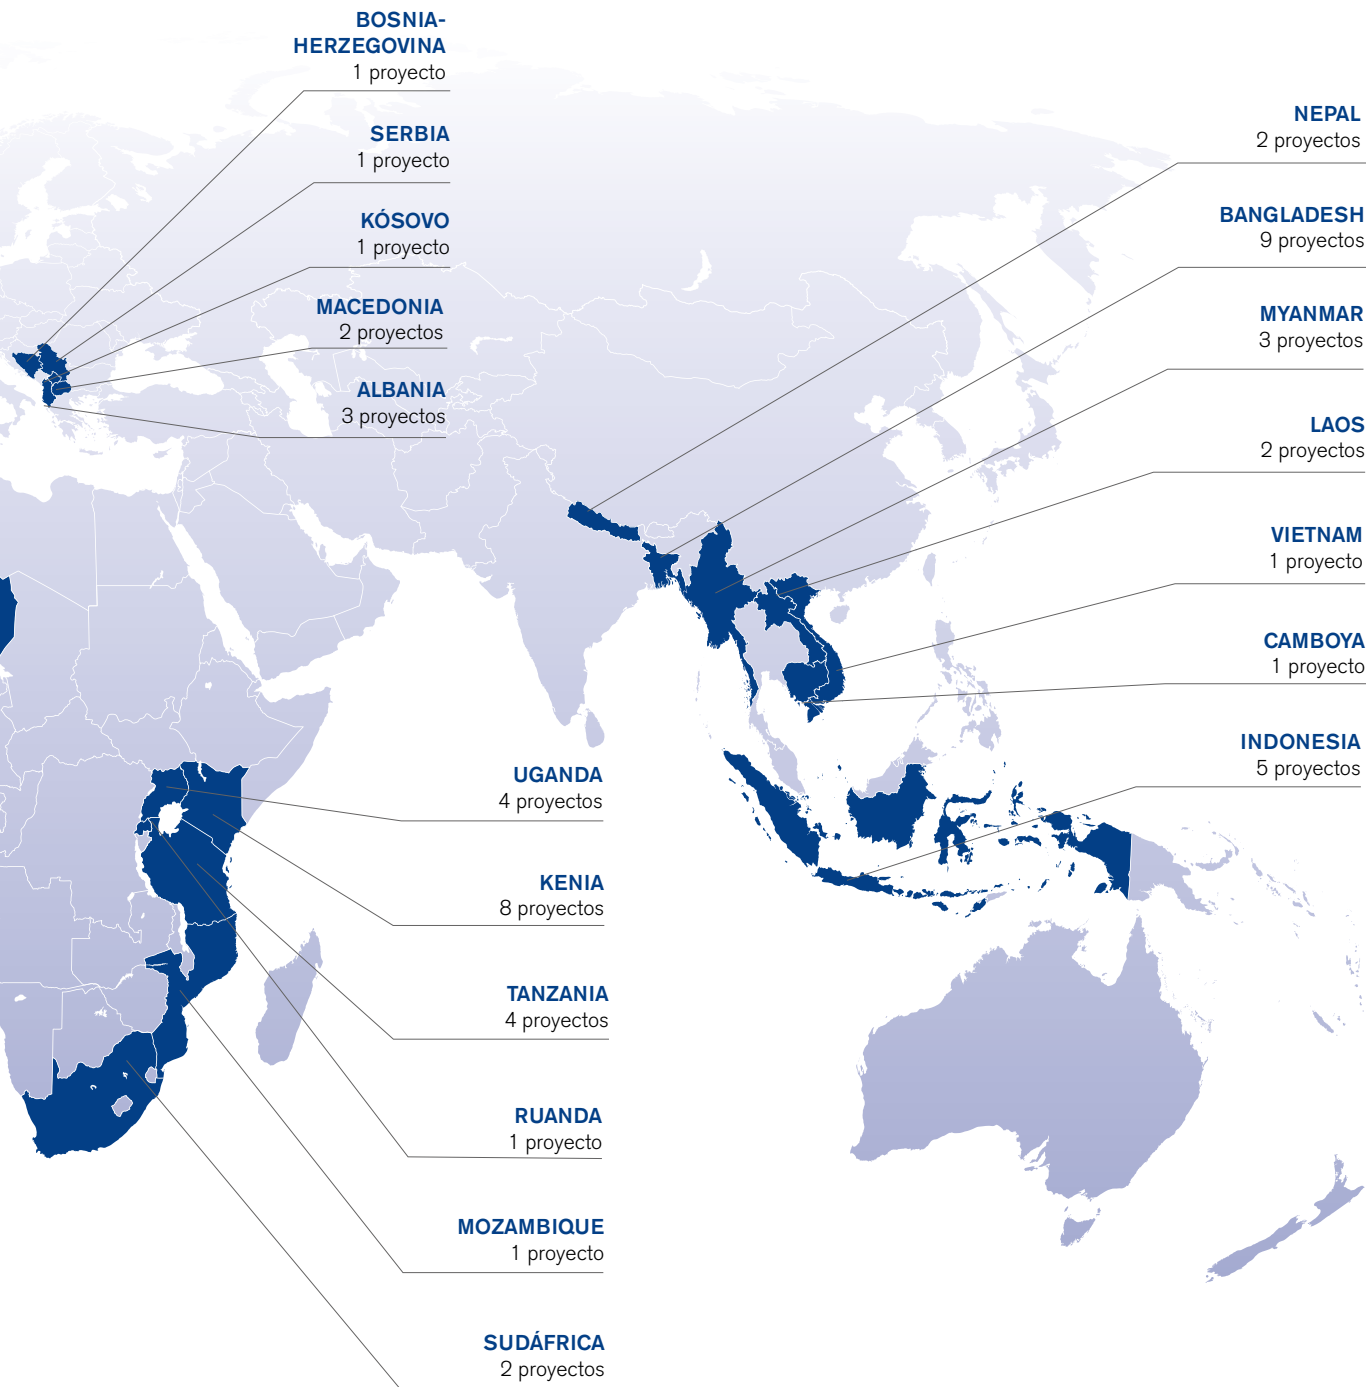 BOSNIA-
HERZEGOVINA
1 proyecto
SERBIA
1 proyecto
KÓSOVO
1 proyecto
MACEDONIA
2 proyectos
ALBANIA
3 proyectos
NEPAL
2 proyectos
BANGLADESH
9 proyectos
MYANMAR
3 proyectos
LAOS
2 proyectos
VIETNAM
1 proyecto
CAMBOYA
1 proyecto
INDONESIA
5 proyectos
UGANDA
4 proyectos
KENIA
8 proyectos
TANZANIA
4 proyectos
RUANDA
1 proyecto
MOZAMBIQUE
1 proyecto
SUDÁFRICA
2 proyectos